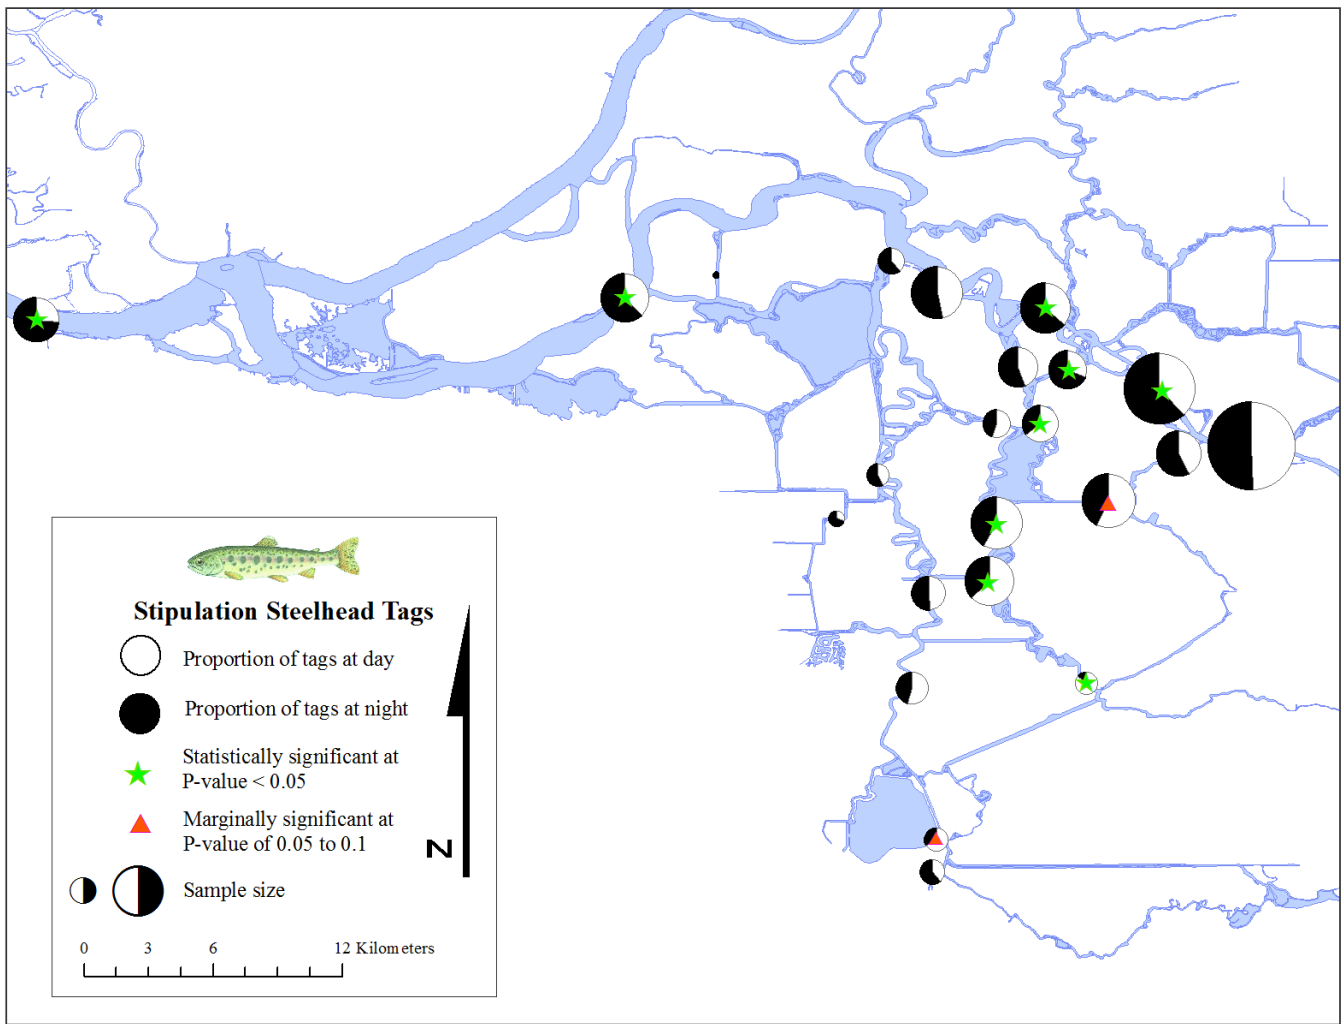 Stipulation Steelhead Tags
Proportion of tags at day
Proportion of tags at night
Statistically significant at
P-value < 0.05
Marginally significant at
P-value of 0.05 to 0.1
N
Sample size
0 3 6 12 Kilometers